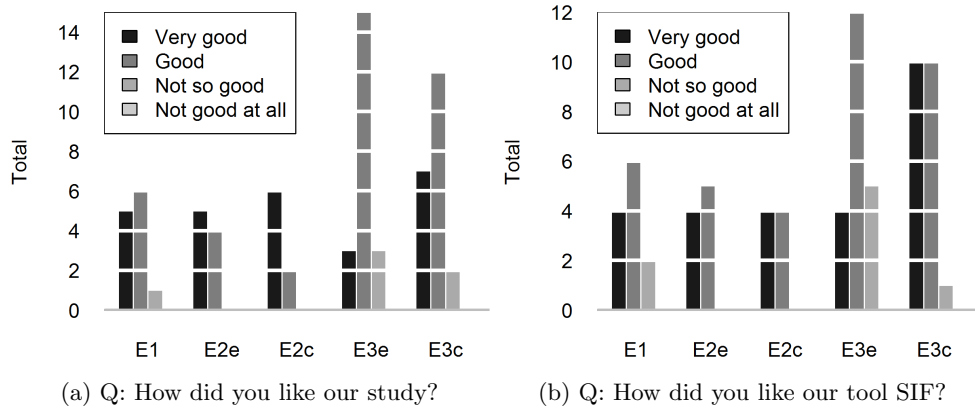 14
12
10
8
6
4
2
0
Total
Very good
Good
Not so good
Not good at all
E1 E2e E2c E3e E3c
(a) Q: How did you like our study?
12
10
8
6
4
2
0
Total
Very good
Good
Not so good
Not good at all
E1 E2e E2c E3e E3c
(b) Q: How did you like our tool SIF?